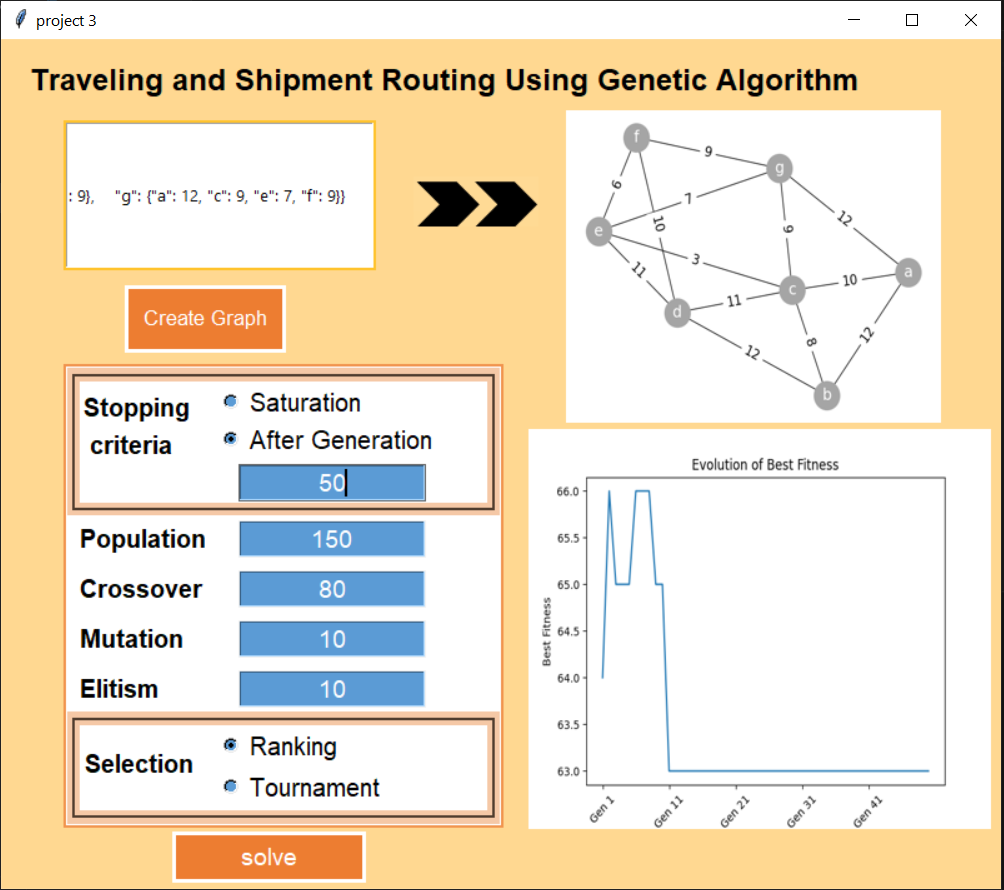 project 3
Traveling and Shipment Routing Using Genetic Algorithm
: 9},     "g": {"a": 12, "c": 9, "e": 7, "f": 9}}
Create Graph
f
9
g
6
7
12
10
9
e
3
11
a
10
c
11
d
8
12
12
b
Stopping
criteria
Saturation
After Generation
50
Population
150
Crossover
80
Mutation
10
Elitism
10
Selection
Ranking
Tournament
solve
Evolution of Best Fitness
66.0
65.5
65.0
64.5
64.0
63.5
63.0
Best Fitness
Gen 1
Gen 11
Gen 21
Gen 31
Gen 41